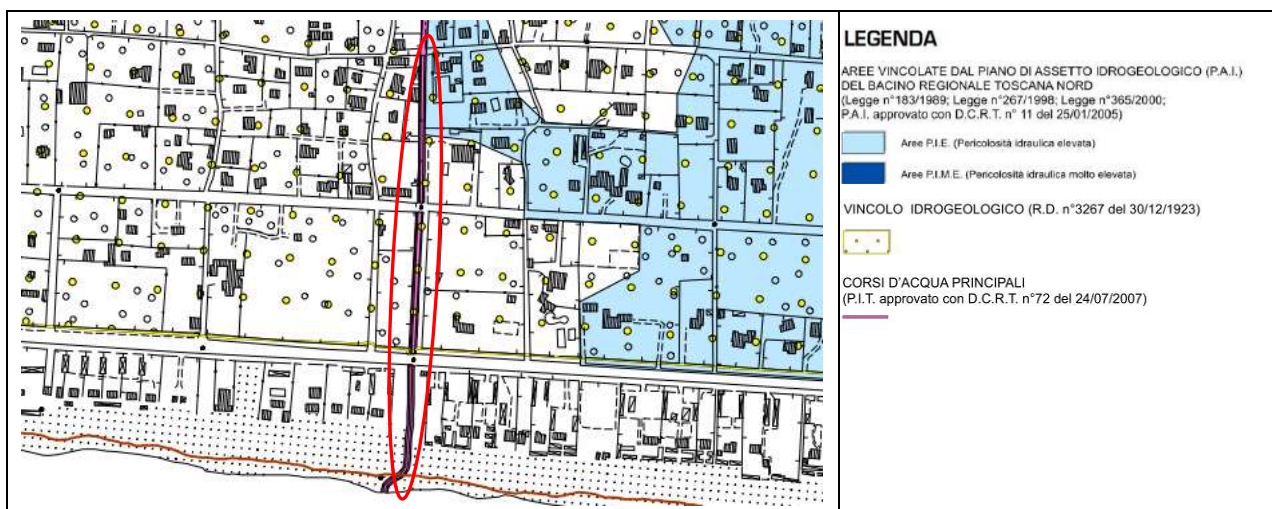 LEGENDA
AREE VINCOLATE DAL PIANO DI ASSETTO IDROGEOLOGICO (P.A.I.)
DEL BACINO REGIONALE TOSCANA NORD
(Legge n°183/1989; Legge n°267/1998; Legge n°365/2000;
P.A.I. approvato con D.C.R.T. n° 11 del 25/01/2005)
Aree P.I.E. (Pericolosità idraulica elevata)
Aree P.I.M.E. (Pericolosità idraulica molto elevata)
VINCOLO IDROGEOLOGICO (R.D. n°3267 del 30/12/1923)
CORSI D'ACQUA PRINCIPALI
(P.I.T. approvato con D.C.R.T. n°72 del 24/07/2007)